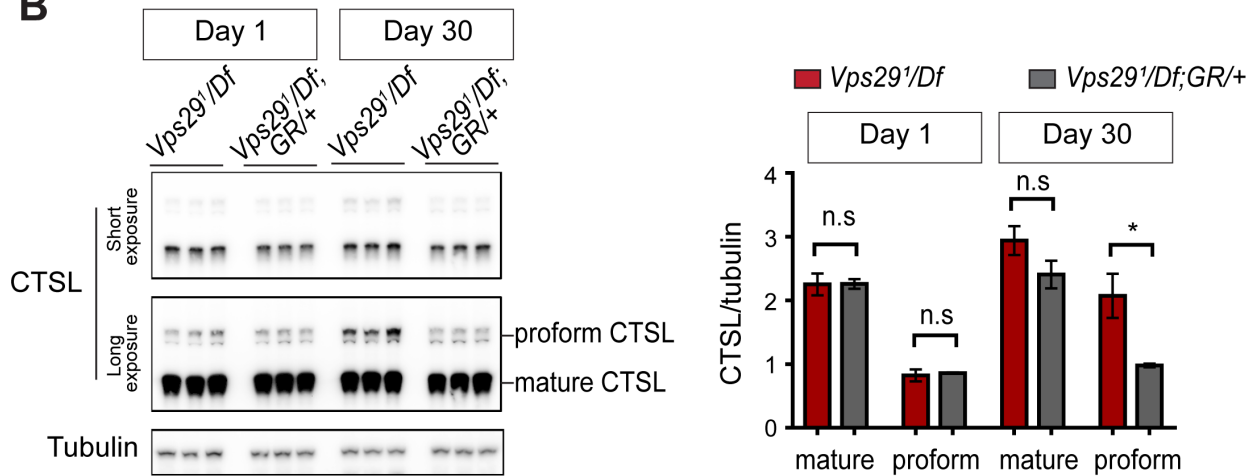 B
Day 1
Day 30
Vps29¹/Df
Vps29¹/Df;
GR/+
Vps29¹/Df
Vps29¹/Df;
GR/+
CTSL
Short
exposure
Long
exposure
proform CTSL
mature CTSL
Tubulin
Vps29¹/Df
Vps29¹/Df;GR/+
Day 1
Day 30
CTSL/tubulin
4
3
2
1
0
n.s
n.s
n.s
*
mature
proform
mature
proform